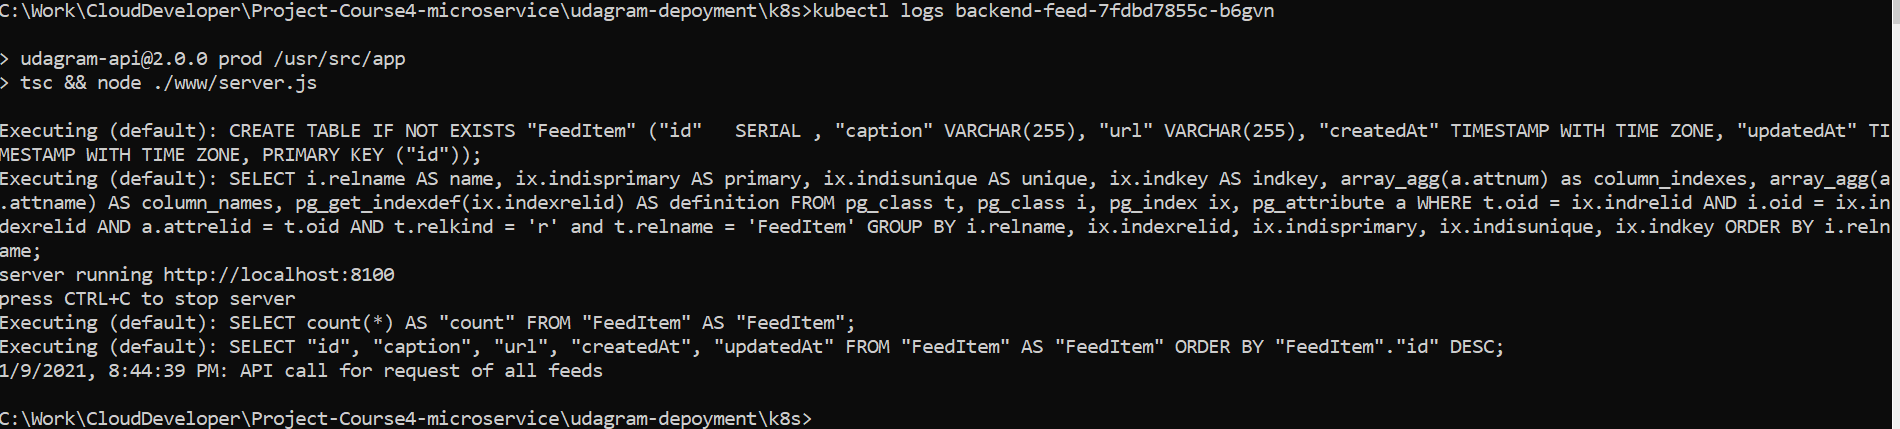 C:\Work\CloudDeveloper\Project-Course4-microservice\udagram-depoyment\k8s>kubectl logs backend-feed-7fdbd7855c-b6gvn
> udagram-api@2.0.0 prod /usr/src/app
> tsc && node ./www/server.js
Executing (default): CREATE TABLE IF NOT EXISTS "FeedItem" ("id"   SERIAL , "caption" VARCHAR(255), "url" VARCHAR(255), "createdAt" TIMESTAMP WITH TIME ZONE, "updatedAt" TI
MESTAMP WITH TIME ZONE, PRIMARY KEY ("id"));
Executing (default): SELECT i.relname AS name, ix.indisprimary AS primary, ix.indisunique AS unique, ix.indkey AS indkey, array_agg(a.attnum) as column_indexes, array_agg(a
.attname) AS column_names, pg_get_indexdef(ix.indexrelid) AS definition FROM pg_class t, pg_class i, pg_index ix, pg_attribute a WHERE t.oid = ix.indrelid AND i.oid = ix.in
dexrelid AND a.attrelid = t.oid AND t.relkind = 'r' and t.relname = 'FeedItem' GROUP BY i.relname, ix.indexrelid, ix.indisprimary, ix.indisunique, ix.indkey ORDER BY i.reln
ame;
server running http://localhost:8100
press CTRL+C to stop server
Executing (default): SELECT count(*) AS "count" FROM "FeedItem" AS "FeedItem";
Executing (default): SELECT "id", "caption", "url", "createdAt", "updatedAt" FROM "FeedItem" AS "FeedItem" ORDER BY "FeedItem"."id" DESC;
1/9/2021, 8:44:39 PM: API call for request of all feeds
C:\Work\CloudDeveloper\Project-Course4-microservice\udagram-depoyment\k8s>